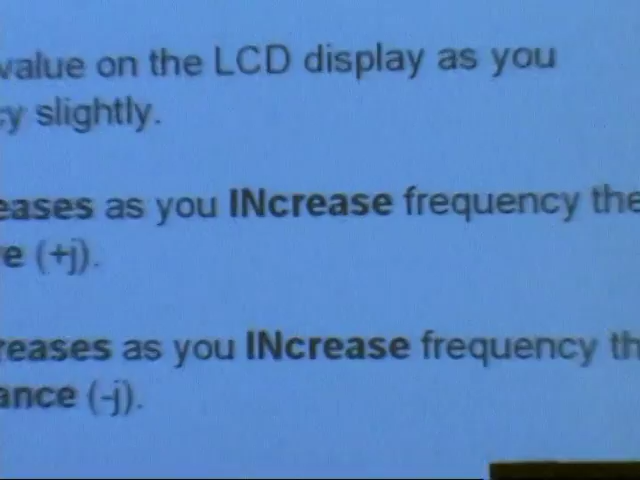 value on the LCD display as you
cy slightly.
eases as you INcrease frequency the
e (+j).
reases as you INcrease frequency th
ance (-j).